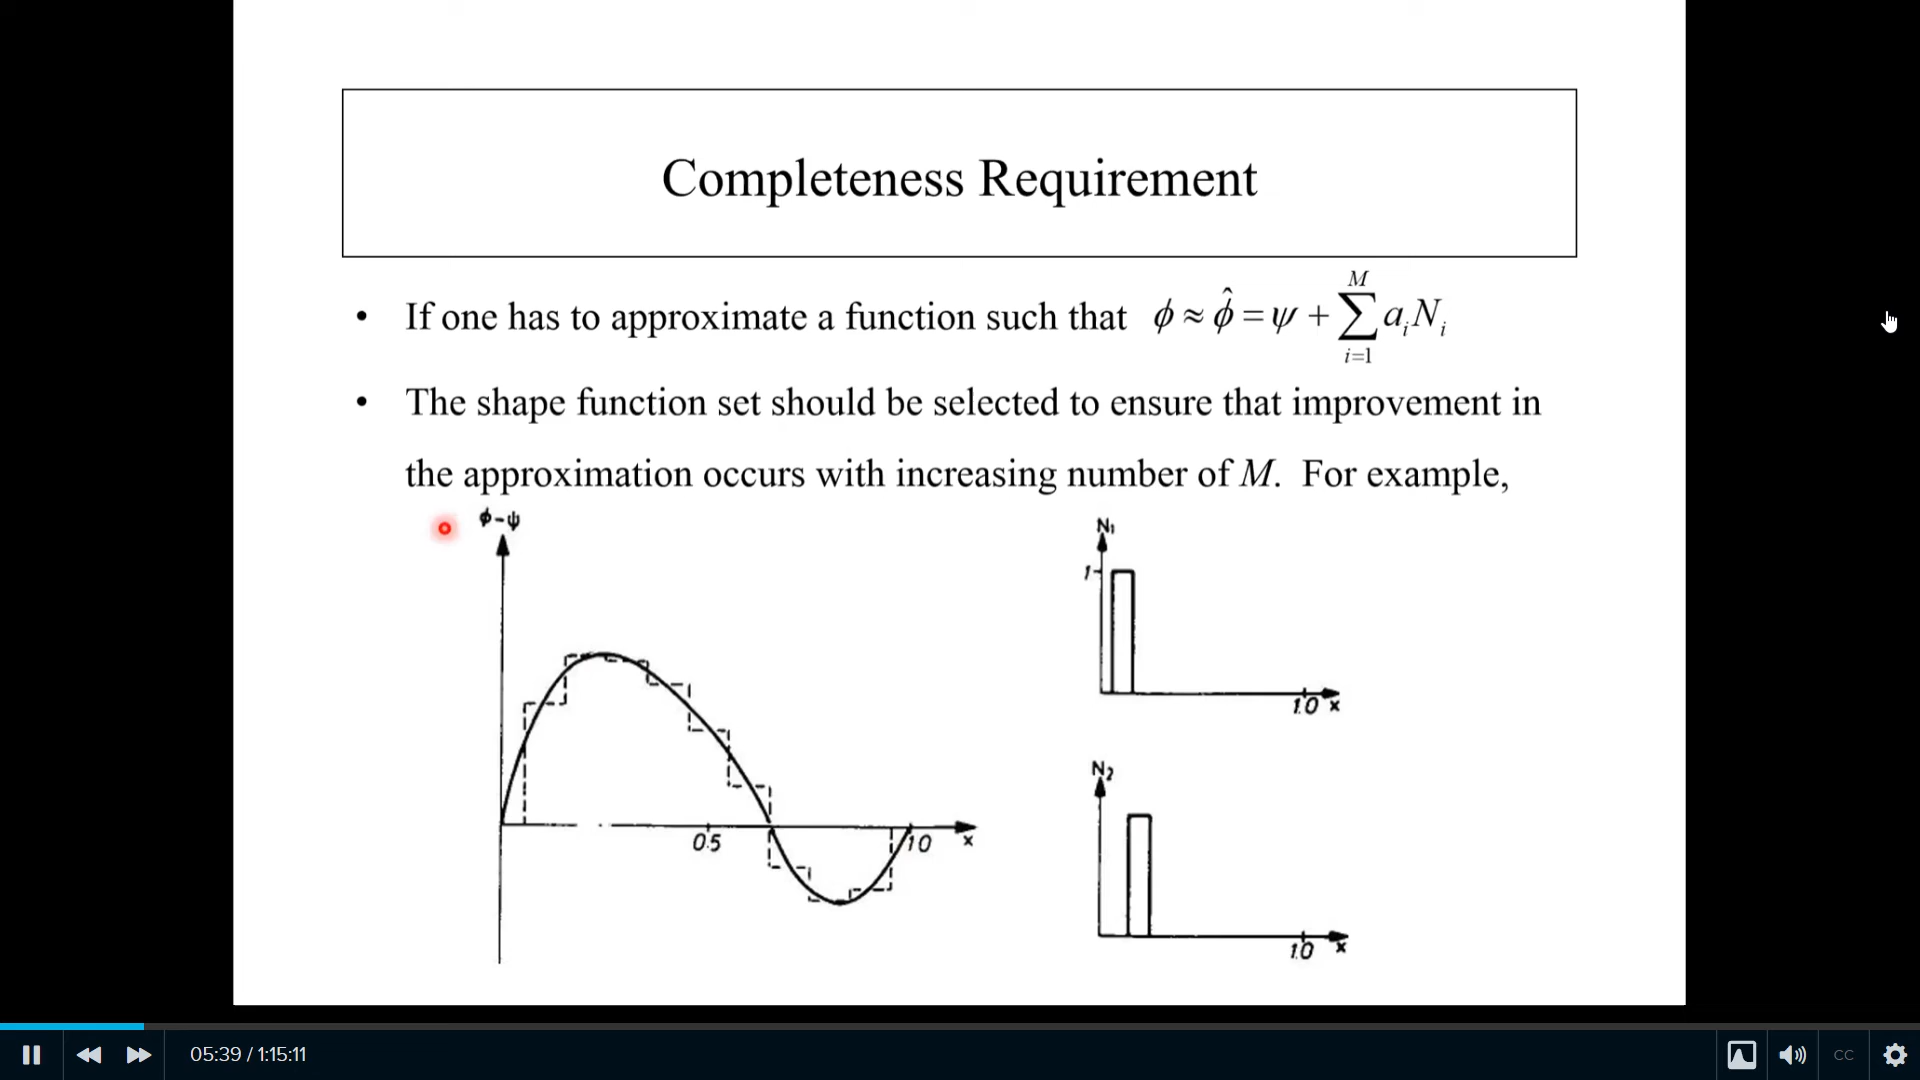 Completeness Requirement
• If one has to approximate a function such that ϕ ≈ ϕ̂ = ψ + ∑_{i=1}^{M} a_i N_i
• The shape function set should be selected to ensure that improvement in
the approximation occurs with increasing number of M. For example,
ϕ-ψ
0.5
1.0
x
N₁
1
1.0 x
N₂
1.0 x
05:39 / 1:15:11
CC